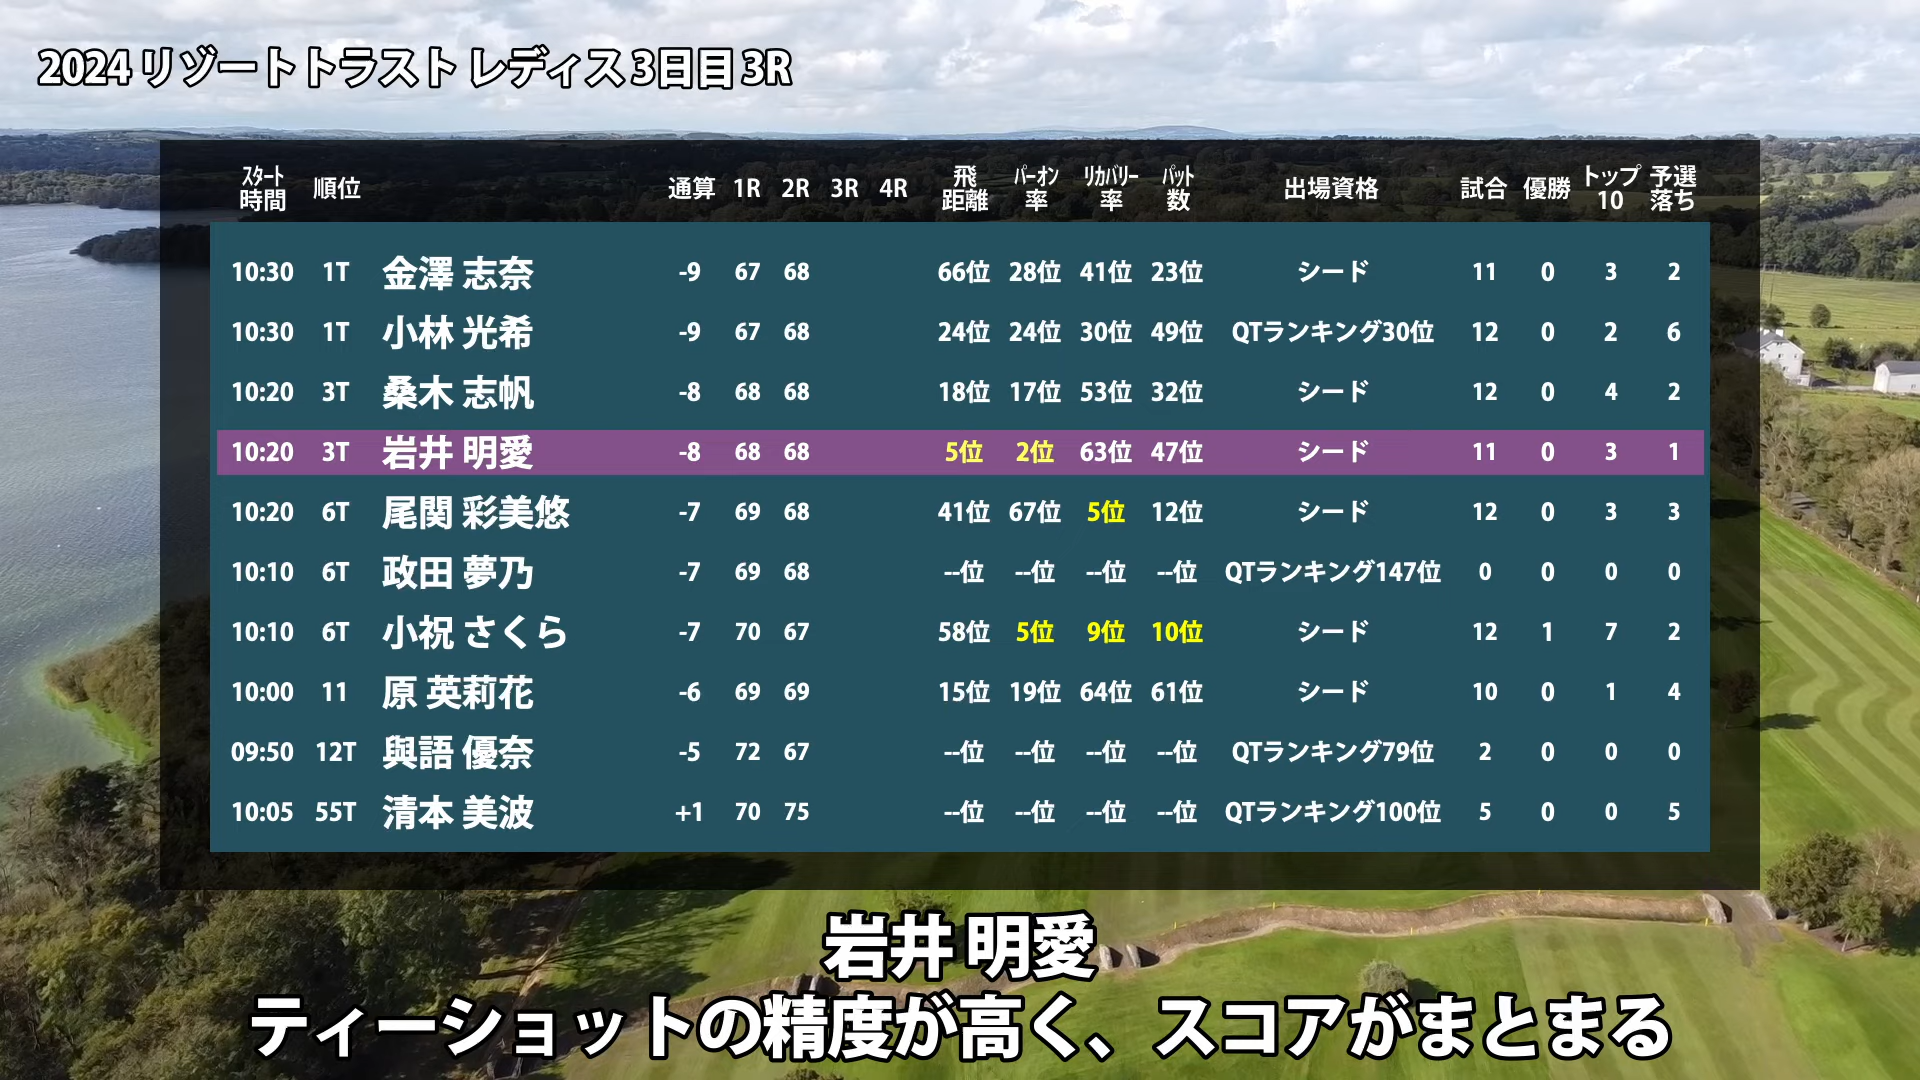 2024 リゾートトラスト レディス 3日目 3R
ｽﾀｰﾄ時間 順位 通算 1R 2R 3R 4R 飛距離 ﾊﾟｰｵﾝ率 ﾘｶﾊﾞﾘｰ率 ﾊﾟｯﾄ数 出場資格 試合 優勝 トップ10 予選落ち
10:30 1T 金澤 志奈 -9 67 68 66位 28位 41位 23位 シード 11 0 3 2
10:30 1T 小林 光希 -9 67 68 24位 24位 30位 49位 QTランキング30位 12 0 2 6
10:20 3T 桑木 志帆 -8 68 68 18位 17位 53位 32位 シード 12 0 4 2
10:20 3T 岩井 明愛 -8 68 68 5位 2位 63位 47位 シード 11 0 3 1
10:20 6T 尾関 彩美悠 -7 69 68 41位 67位 5位 12位 シード 12 0 3 3
10:10 6T 政田 夢乃 -7 69 68 --位 --位 --位 --位 QTランキング147位 0 0 0 0
10:10 6T 小祝 さくら -7 70 67 58位 5位 9位 10位 シード 12 1 7 2
10:00 11 原 英莉花 -6 69 69 15位 19位 64位 61位 シード 10 0 1 4
09:50 12T 與語 優奈 -5 72 67 --位 --位 --位 --位 QTランキング79位 2 0 0 0
10:05 55T 清本 美波 +1 70 75 --位 --位 --位 --位 QTランキング100位 5 0 0 5
岩井 明愛
ティーショットの精度が高く、スコアがまとまる